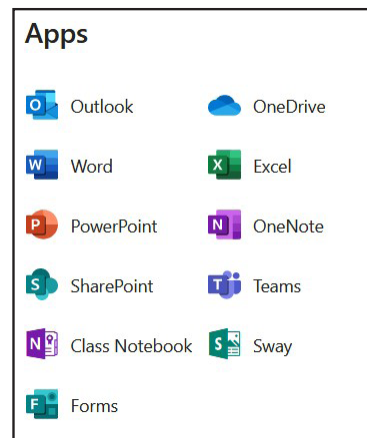 Apps
O Outlook OneDrive
W Word X Excel
P PowerPoint N OneNote
S SharePoint T Teams
N Class Notebook S Sway
F Forms